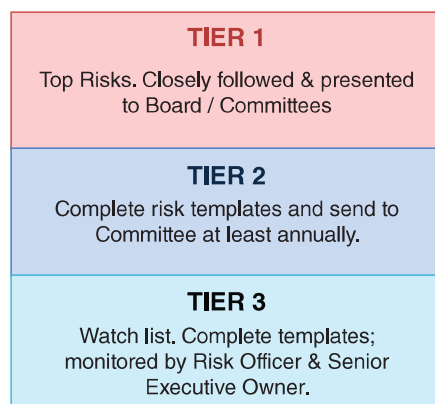 TIER 1
Top Risks. Closely followed & presented
to Board / Committees
TIER 2
Complete risk templates and send to
Committee at least annually.
TIER 3
Watch list. Complete templates;
monitored by Risk Officer & Senior
Executive Owner.